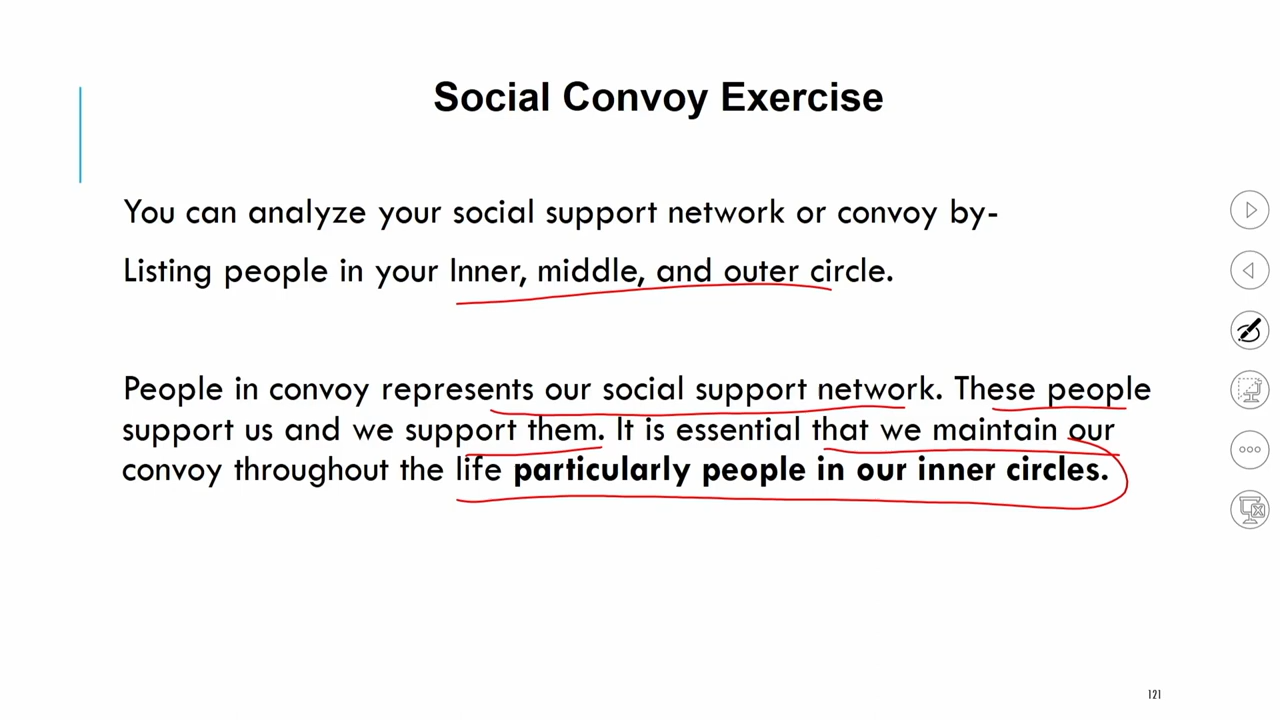 Social Convoy Exercise
You can analyze your social support network or convoy by-
Listing people in your Inner, middle, and outer circle.
People in convoy represents our social support network. These people
support us and we support them. It is essential that we maintain our
convoy throughout the life particularly people in our inner circles.
121